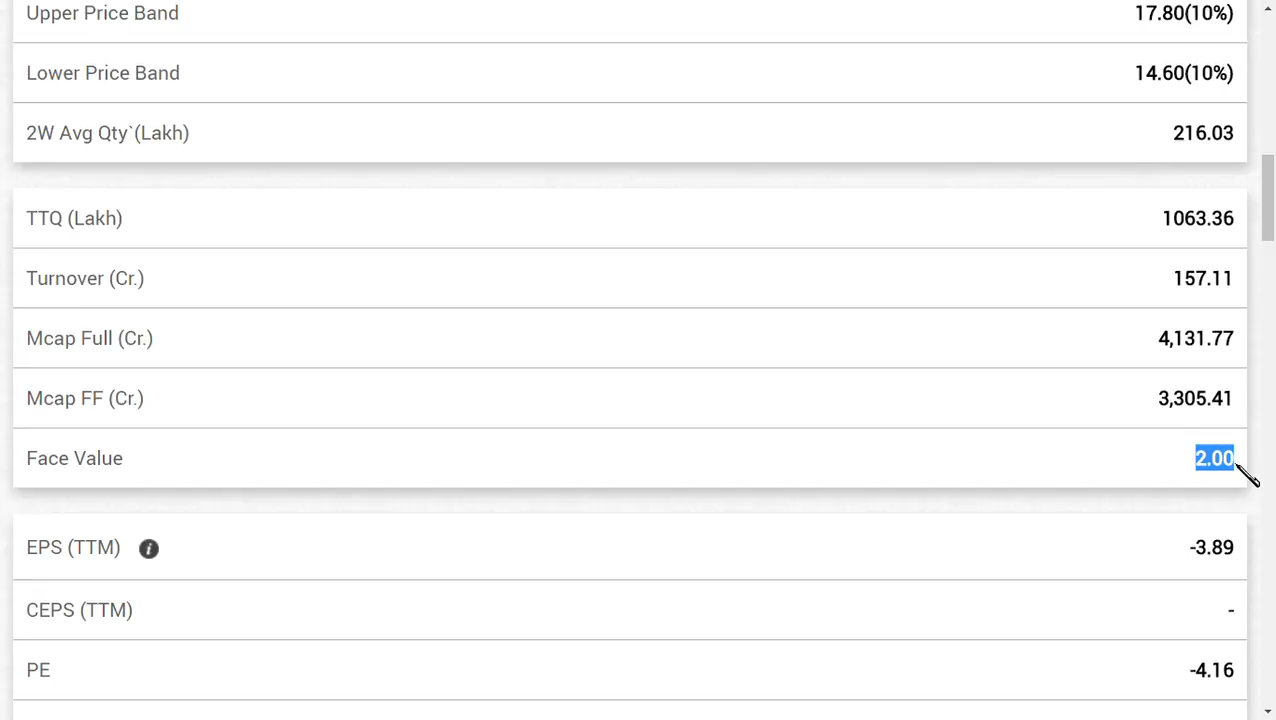 Upper Price Band 17.80(10%)
Lower Price Band 14.60(10%)
2W Avg Qty`(Lakh) 216.03
TTQ (Lakh) 1063.36
Turnover (Cr.) 157.11
Mcap Full (Cr.) 4,131.77
Mcap FF (Cr.) 3,305.41
Face Value 2.00
EPS (TTM) i -3.89
CEPS (TTM) -
PE -4.16